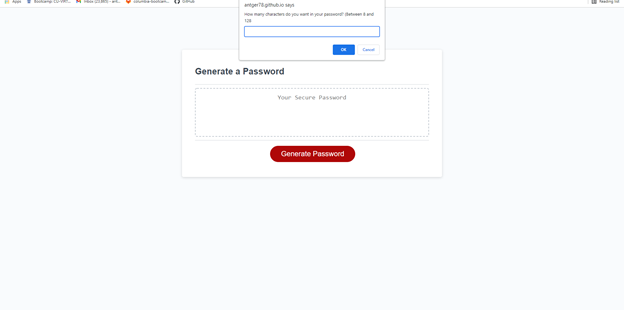 antger78.github.io says
Apps Bootcamp: CU-VIRT... Inbox (23,893) - ant... columbia-bootcam... GitHub Reading list
How many characters do you want in your password? (Between 8 and
128
OK Cancel
Generate a Password
Your Secure Password
Generate Password